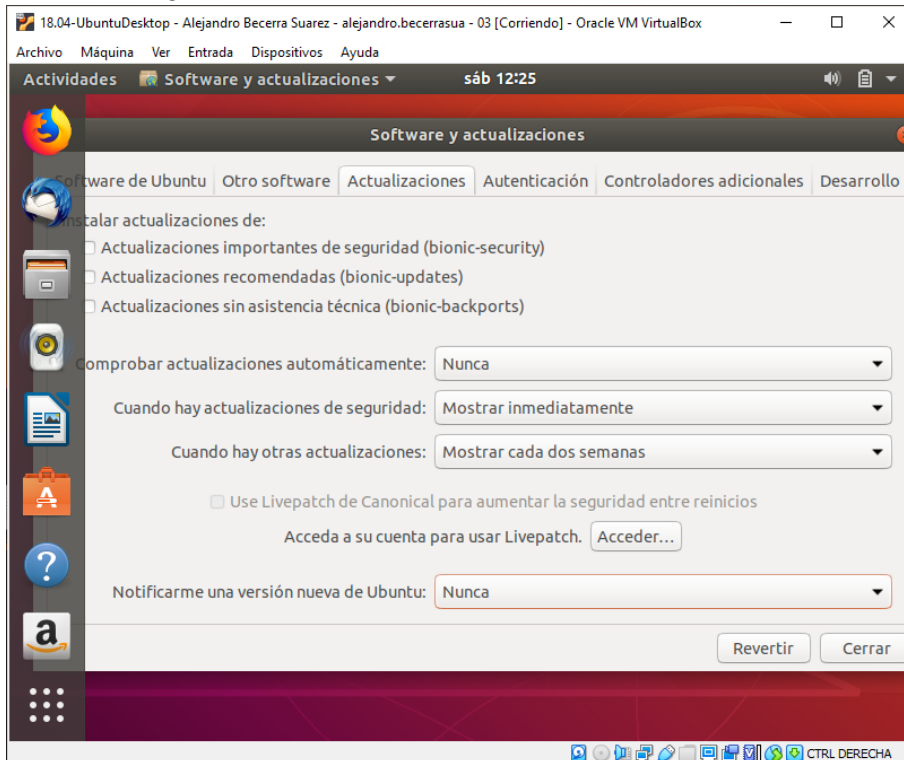 18.04-UbuntuDesktop - Alejandro Becerra Suarez - alejandro.becerrasua - 03 [Corriendo] - Oracle VM VirtualBox
Archivo Máquina Ver Entrada Dispositivos Ayuda
Actividades Software y actualizaciones sáb 12:25
Software y actualizaciones
Software de Ubuntu Otro software Actualizaciones Autenticación Controladores adicionales Desarrollo
Instalar actualizaciones de:
Actualizaciones importantes de seguridad (bionic-security)
Actualizaciones recomendadas (bionic-updates)
Actualizaciones sin asistencia técnica (bionic-backports)
Comprobar actualizaciones automáticamente: Nunca
Cuando hay actualizaciones de seguridad: Mostrar inmediatamente
Cuando hay otras actualizaciones: Mostrar cada dos semanas
Use Livepatch de Canonical para aumentar la seguridad entre reinicios
Acceda a su cuenta para usar Livepatch. Acceder...
Notificarme una versión nueva de Ubuntu: Nunca
Revertir Cerrar
CTRL DERECHA